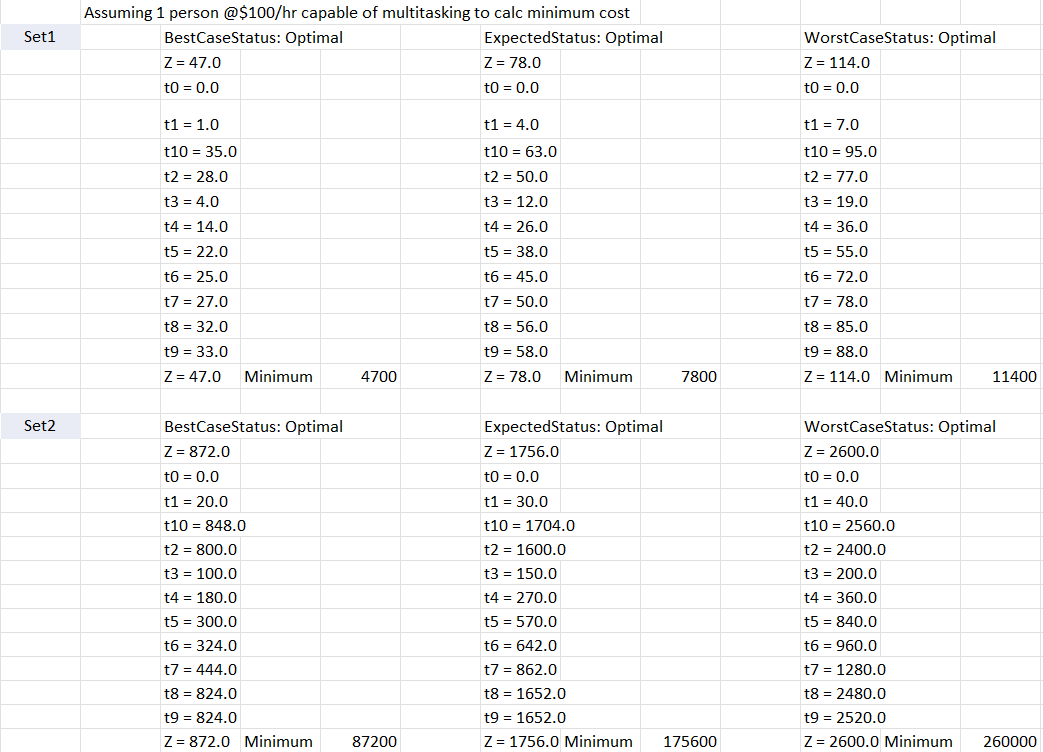 Assuming 1 person @$100/hr capable of multitasking to calc minimum cost
Set1 BestCaseStatus: Optimal ExpectedStatus: Optimal WorstCaseStatus: Optimal
Z = 47.0 Z = 78.0 Z = 114.0
t0 = 0.0 t0 = 0.0 t0 = 0.0
t1 = 1.0 t1 = 4.0 t1 = 7.0
t10 = 35.0 t10 = 63.0 t10 = 95.0
t2 = 28.0 t2 = 50.0 t2 = 77.0
t3 = 4.0 t3 = 12.0 t3 = 19.0
t4 = 14.0 t4 = 26.0 t4 = 36.0
t5 = 22.0 t5 = 38.0 t5 = 55.0
t6 = 25.0 t6 = 45.0 t6 = 72.0
t7 = 27.0 t7 = 50.0 t7 = 78.0
t8 = 32.0 t8 = 56.0 t8 = 85.0
t9 = 33.0 t9 = 58.0 t9 = 88.0
Z = 47.0 Minimum 4700 Z = 78.0 Minimum 7800 Z = 114.0 Minimum 11400
Set2 BestCaseStatus: Optimal ExpectedStatus: Optimal WorstCaseStatus: Optimal
Z = 872.0 Z = 1756.0 Z = 2600.0
t0 = 0.0 t0 = 0.0 t0 = 0.0
t1 = 20.0 t1 = 30.0 t1 = 40.0
t10 = 848.0 t10 = 1704.0 t10 = 2560.0
t2 = 800.0 t2 = 1600.0 t2 = 2400.0
t3 = 100.0 t3 = 150.0 t3 = 200.0
t4 = 180.0 t4 = 270.0 t4 = 360.0
t5 = 300.0 t5 = 570.0 t5 = 840.0
t6 = 324.0 t6 = 642.0 t6 = 960.0
t7 = 444.0 t7 = 862.0 t7 = 1280.0
t8 = 824.0 t8 = 1652.0 t8 = 2480.0
t9 = 824.0 t9 = 1652.0 t9 = 2520.0
Z = 872.0 Minimum 87200 Z = 1756.0 Minimum 175600 Z = 2600.0 Minimum 260000